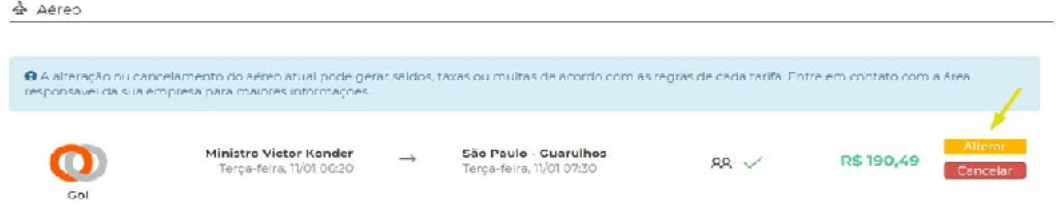 Aéreo
A alteração ou cancelamento do aéreo atual pode gerar saldos, taxas ou multas de acordo com as regras de cada tarifa. Entre em contato com a área
responsável da sua empresa para maiores informações.
Ministro Victor Konder → São Paulo - Guarulhos
Terça-feira, 11/01 06:20 Terça-feira, 11/01 07:30
R$ 190,49
Alterar
Cancelar
Gol